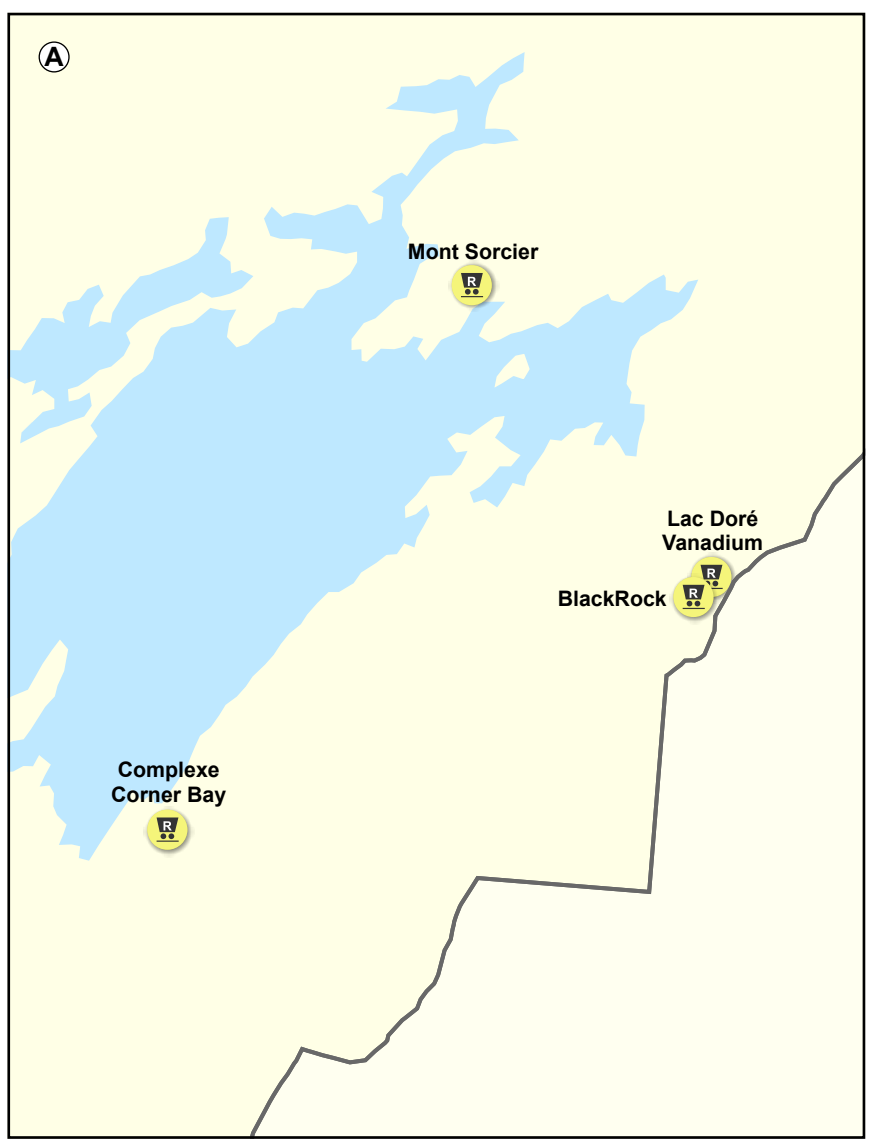 A
Mont Sorcier
R
Lac Doré
Vanadium
R
BlackRock
R
Complexe
Corner Bay
R